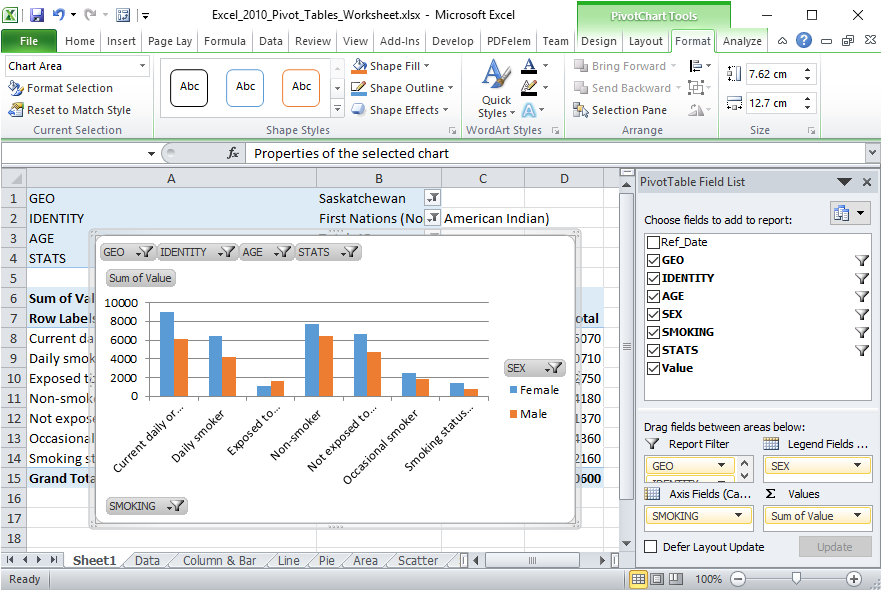 Excel_2010_Pivot_Tables_Worksheet.xlsx - Microsoft Excel
PivotChart Tools
File Home Insert Page Lay Formula Data Review View Add-Ins Develop PDFelem Team Design Layout Format Analyze
Chart Area
Format Selection
Reset to Match Style
Current Selection
Abc Abc Abc
Shape Fill
Shape Outline
Shape Effects
Shape Styles
Quick
Styles
WordArt Styles
Bring Forward
Send Backward
Selection Pane
Arrange
7.62 cm
12.7 cm
Size
fx Properties of the selected chart
A B C D
1 GEO Saskatchewan
2 IDENTITY First Nations (No American Indian)
3 AGE
4 STATS
5
6 Sum of Val
7 Row Labels otal
8 Current da 5070
9 Daily smok 0710
10 Exposed to 2750
11 Non-smoke 4180
12 Not expose 1370
13 Occasional 4360
14 Smoking st 2160
15 Grand Tota 0600
16
17
18
GEO IDENTITY AGE STATS
Sum of Value
10000
8000
6000
4000
2000
0
Current daily or...
Daily smoker
Exposed to...
Non-smoker
Not exposed to...
Occasional smoker
Smoking status...
SEX
Female
Male
SMOKING
PivotTable Field List
Choose fields to add to report:
Ref_Date
GEO
IDENTITY
AGE
SEX
SMOKING
STATS
Value
Drag fields between areas below:
Report Filter Legend Fields ...
GEO SEX
IDENTITY
Axis Fields (Ca... Σ Values
SMOKING Sum of Value
Defer Layout Update Update
Sheet1 Data Column & Bar Line Pie Area Scatter
Ready 100%